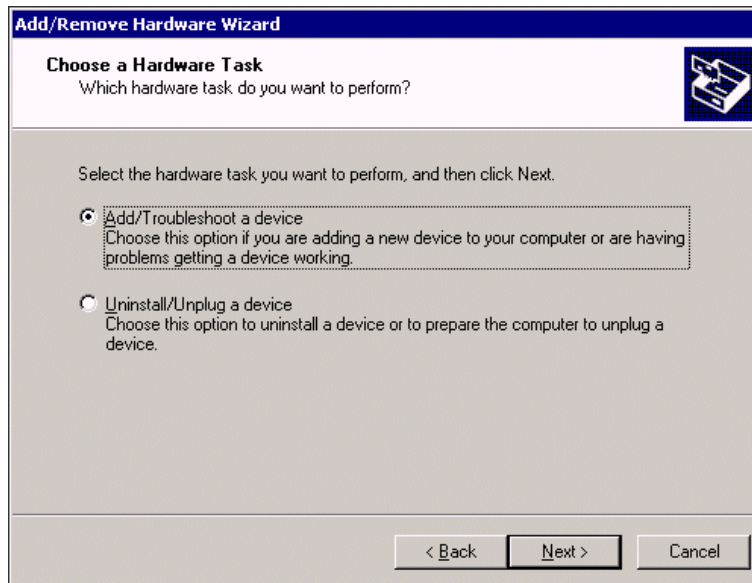 Add/Remove Hardware Wizard
Choose a Hardware Task
Which hardware task do you want to perform?
Select the hardware task you want to perform, and then click Next.
Add/Troubleshoot a device
Choose this option if you are adding a new device to your computer or are having
problems getting a device working.
Uninstall/Unplug a device
Choose this option to uninstall a device or to prepare the computer to unplug a
device.
< Back Next > Cancel